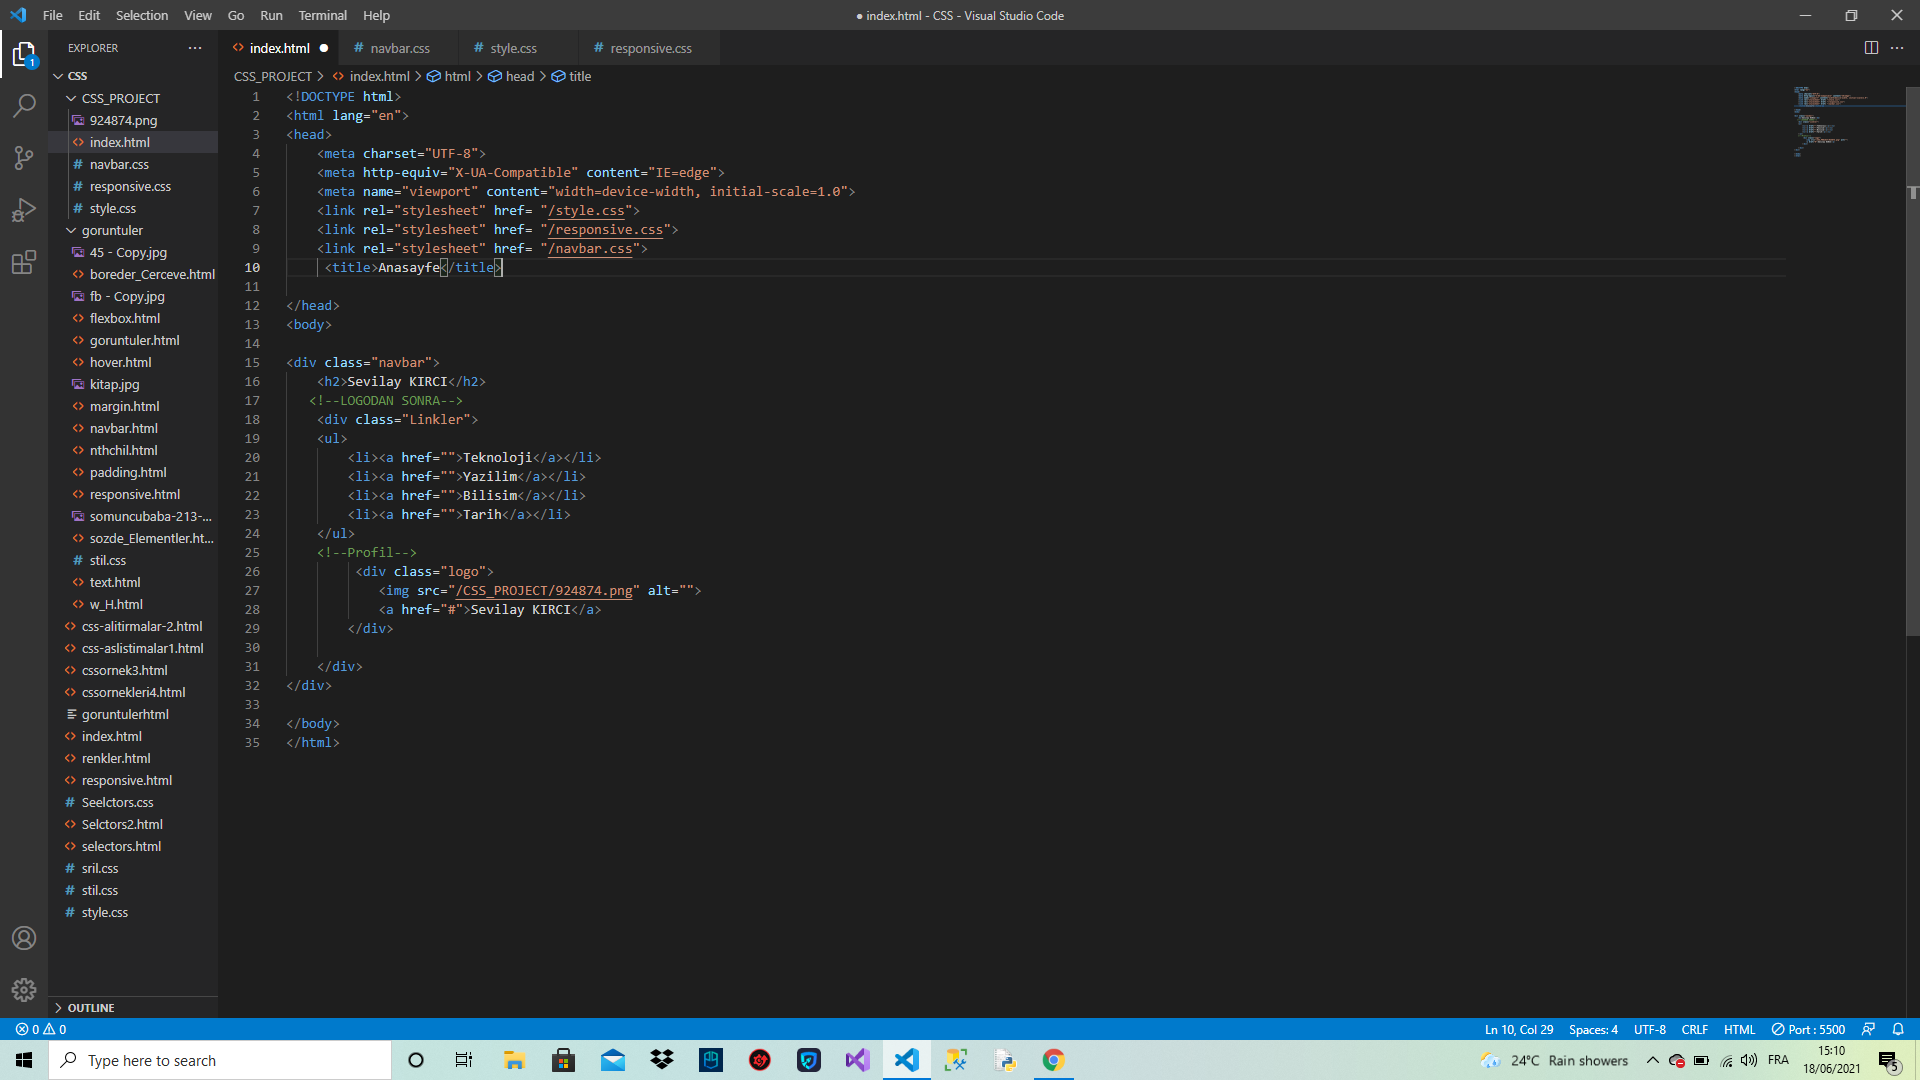 File Edit Selection View Go Run Terminal Help
● index.html - CSS - Visual Studio Code
EXPLORER
1
CSS
CSS_PROJECT
924874.png
index.html
navbar.css
responsive.css
style.css
goruntuler
45 - Copy.jpg
boreder_Cerceve.html
fb - Copy.jpg
flexbox.html
goruntuler.html
hover.html
kitap.jpg
margin.html
navbar.html
nthchil.html
padding.html
responsive.html
somuncubaba-213-...
sozde_Elementler.ht...
stil.css
text.html
w_H.html
css-alitirmalar-2.html
css-aslistimalar1.html
cssornek3.html
cssornekleri4.html
goruntulerhtml
index.html
renkler.html
responsive.html
Seelctors.css
Selctors2.html
selectors.html
sril.css
stil.css
style.css
OUTLINE
index.html ● navbar.css style.css responsive.css
CSS_PROJECT > index.html > html > head > title
1 <!DOCTYPE html>
2 <html lang="en">
3 <head>
4 <meta charset="UTF-8">
5 <meta http-equiv="X-UA-Compatible" content="IE=edge">
6 <meta name="viewport" content="width=device-width, initial-scale=1.0">
7 <link rel="stylesheet" href= "/style.css">
8 <link rel="stylesheet" href= "/responsive.css">
9 <link rel="stylesheet" href= "/navbar.css">
10 <title>Anasayfe</title>
11
12 </head>
13 <body>
14
15 <div class="navbar">
16 <h2>Sevilay KIRCI</h2>
17 <!--LOGODAN SONRA-->
18 <div class="Linkler">
19 <ul>
20 <li><a href="">Teknoloji</a></li>
21 <li><a href="">Yazilim</a></li>
22 <li><a href="">Bilisim</a></li>
23 <li><a href="">Tarih</a></li>
24 </ul>
25 <!--Profil-->
26 <div class="logo">
27 <img src="/CSS_PROJECT/924874.png" alt="">
28 <a href="#">Sevilay KIRCI</a>
29 </div>
30
31 </div>
32 </div>
33
34 </body>
35 </html>
0 0
Ln 10, Col 29 Spaces: 4 UTF-8 CRLF HTML Port : 5500
Type here to search
24°C Rain showers FRA
15:10
18/06/2021
5